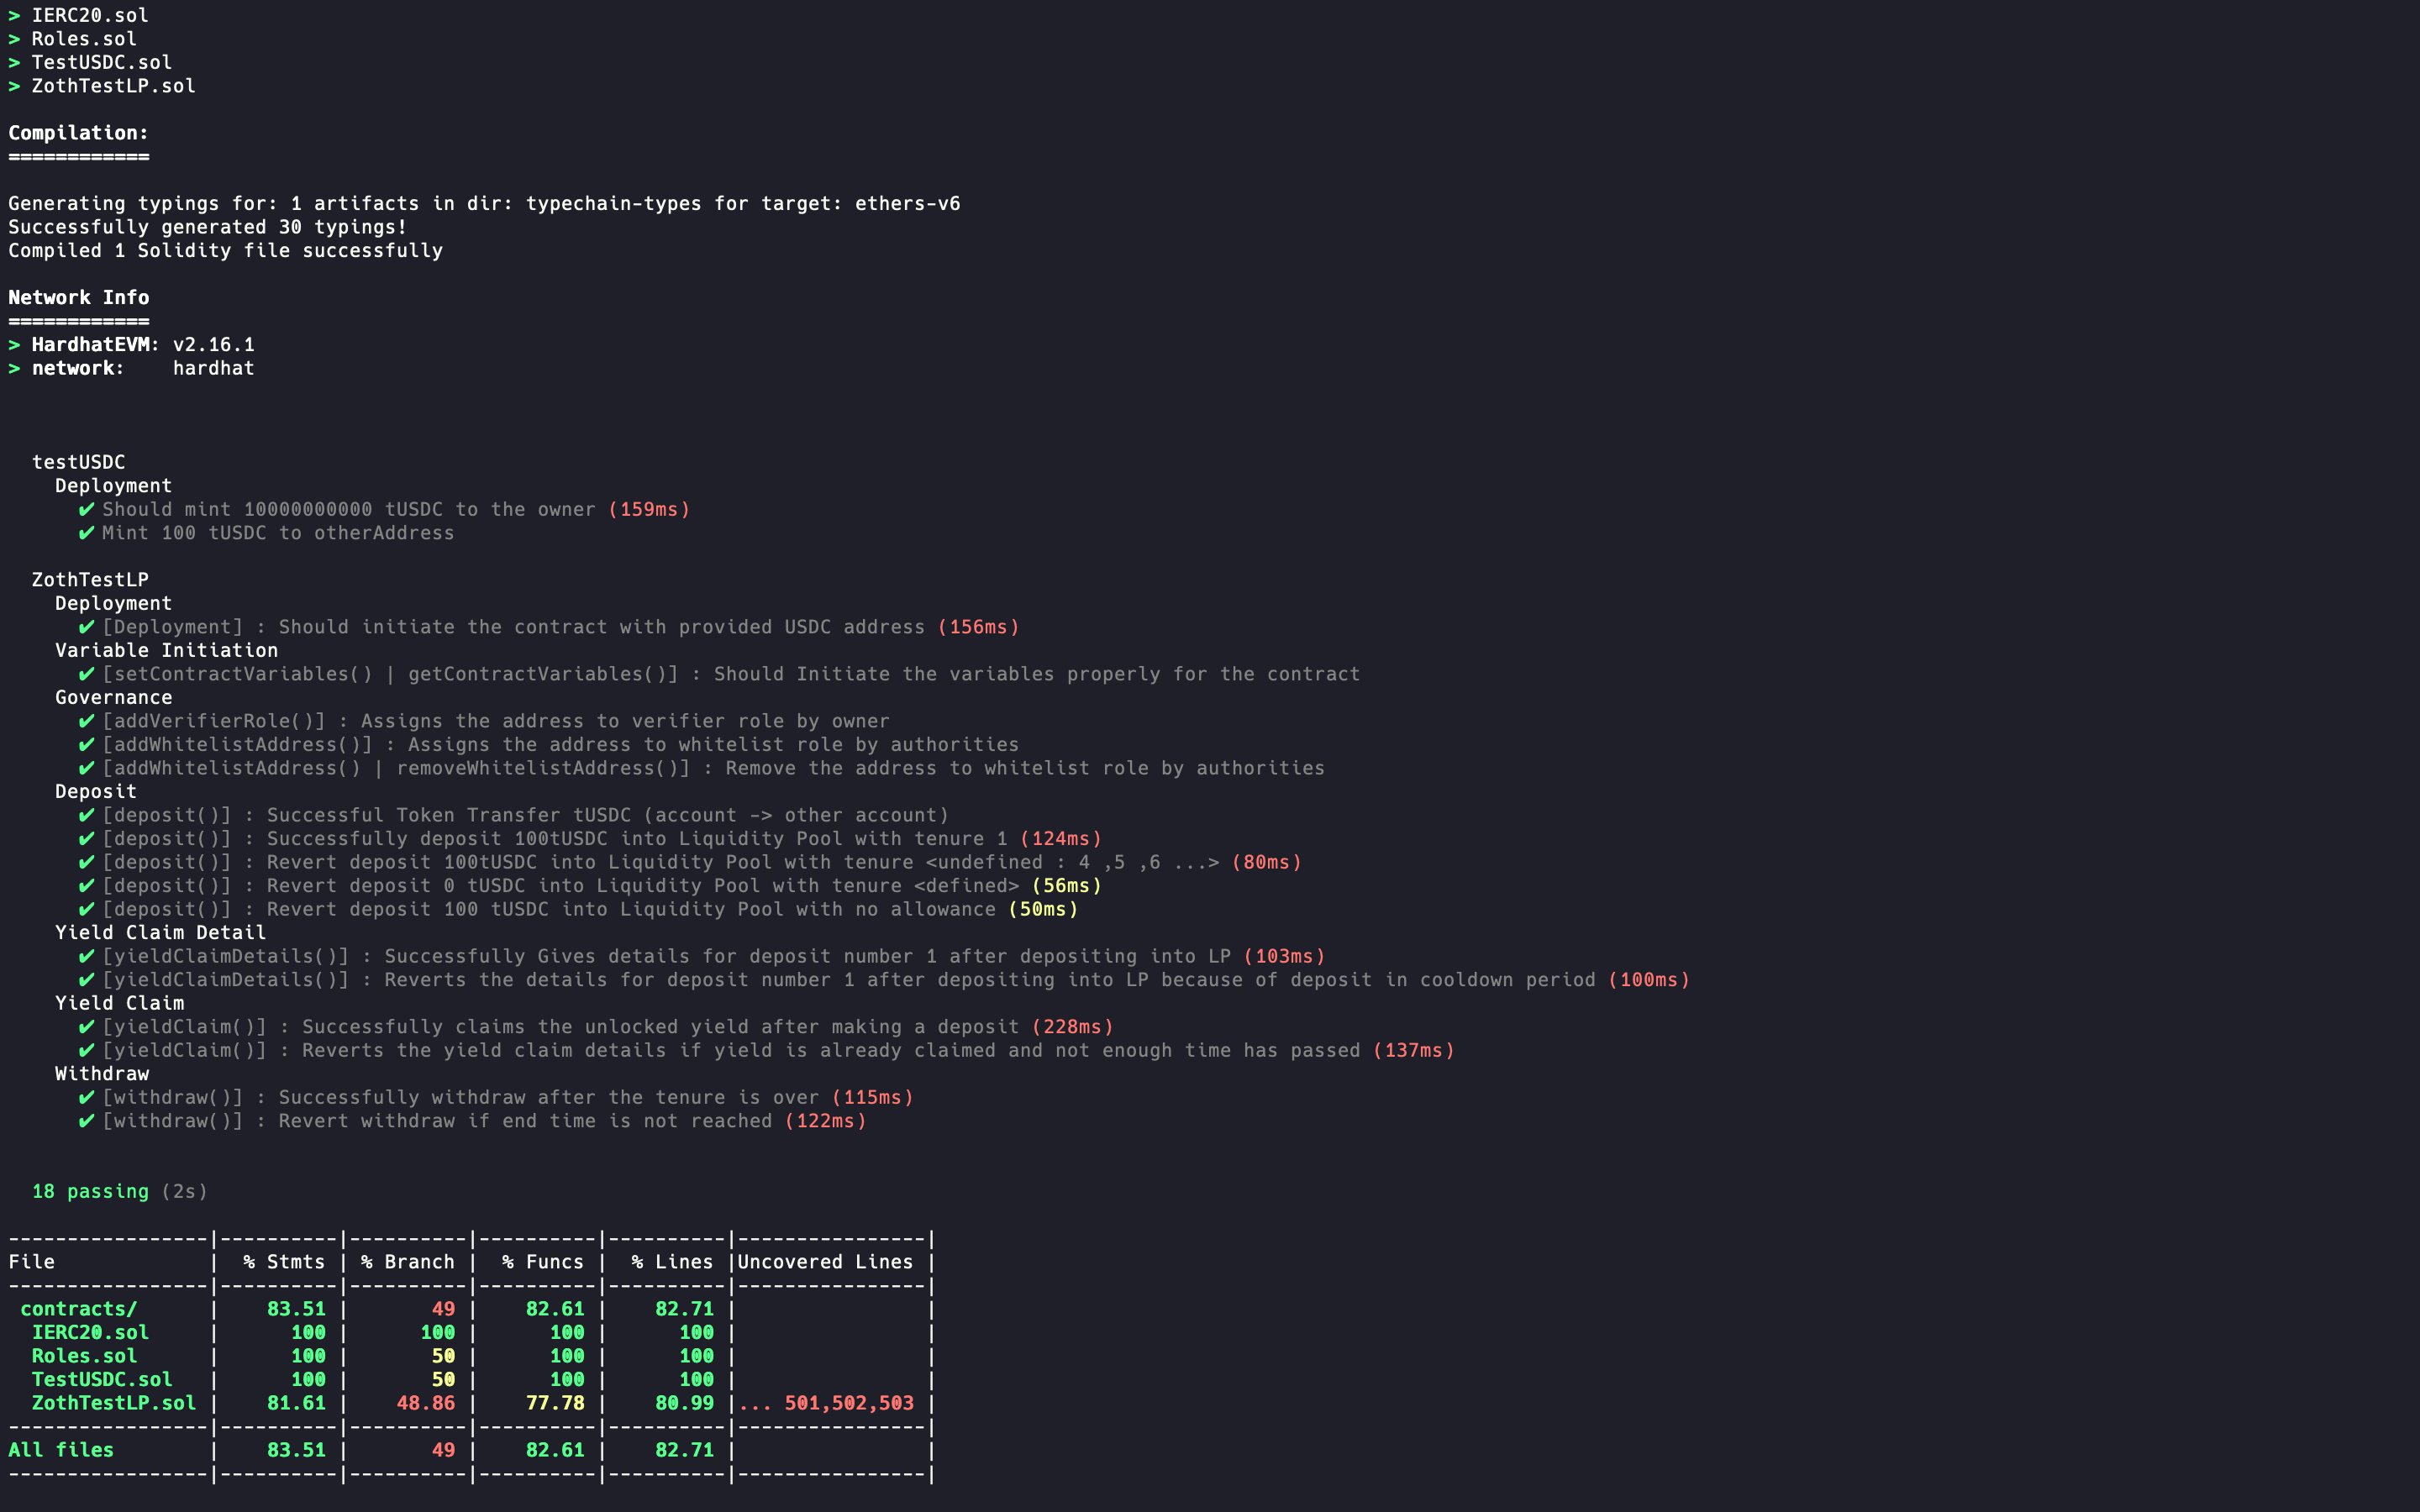 > IERC20.sol
> Roles.sol
> TestUSDC.sol
> ZothTestLP.sol
Compilation:
============
Generating typings for: 1 artifacts in dir: typechain-types for target: ethers-v6
Successfully generated 30 typings!
Compiled 1 Solidity file successfully
Network Info
============
> HardhatEVM: v2.16.1
> network:    hardhat
testUSDC
Deployment
✔ Should mint 10000000000 tUSDC to the owner (159ms)
✔ Mint 100 tUSDC to otherAddress
ZothTestLP
Deployment
✔ [Deployment] : Should initiate the contract with provided USDC address (156ms)
Variable Initiation
✔ [setContractVariables() | getContractVariables()] : Should Initiate the variables properly for the contract
Governance
✔ [addVerifierRole()] : Assigns the address to verifier role by owner
✔ [addWhitelistAddress()] : Assigns the address to whitelist role by authorities
✔ [addWhitelistAddress() | removeWhitelistAddress()] : Remove the address to whitelist role by authorities
Deposit
✔ [deposit()] : Successful Token Transfer tUSDC (account -> other account)
✔ [deposit()] : Successfully deposit 100tUSDC into Liquidity Pool with tenure 1 (124ms)
✔ [deposit()] : Revert deposit 100tUSDC into Liquidity Pool with tenure <undefined : 4 ,5 ,6 ...> (80ms)
✔ [deposit()] : Revert deposit 0 tUSDC into Liquidity Pool with tenure <defined> (56ms)
✔ [deposit()] : Revert deposit 100 tUSDC into Liquidity Pool with no allowance (50ms)
Yield Claim Detail
✔ [yieldClaimDetails()] : Successfully Gives details for deposit number 1 after depositing into LP (103ms)
✔ [yieldClaimDetails()] : Reverts the details for deposit number 1 after depositing into LP because of deposit in cooldown period (100ms)
Yield Claim
✔ [yieldClaim()] : Successfully claims the unlocked yield after making a deposit (228ms)
✔ [yieldClaim()] : Reverts the yield claim details if yield is already claimed and not enough time has passed (137ms)
Withdraw
✔ [withdraw()] : Successfully withdraw after the tenure is over (115ms)
✔ [withdraw()] : Revert withdraw if end time is not reached (122ms)
18 passing (2s)
-----------------|----------|----------|----------|----------|----------------|
File             |  % Stmts | % Branch |  % Funcs |  % Lines |Uncovered Lines |
-----------------|----------|----------|----------|----------|----------------|
contracts/      |    83.51 |       49 |    82.61 |    82.71 |                |
IERC20.sol     |      100 |      100 |      100 |      100 |                |
Roles.sol      |      100 |       50 |      100 |      100 |                |
TestUSDC.sol   |      100 |       50 |      100 |      100 |                |
ZothTestLP.sol |    81.61 |    48.86 |    77.78 |    80.99 |... 501,502,503 |
-----------------|----------|----------|----------|----------|----------------|
All files        |    83.51 |       49 |    82.61 |    82.71 |                |
-----------------|----------|----------|----------|----------|----------------|